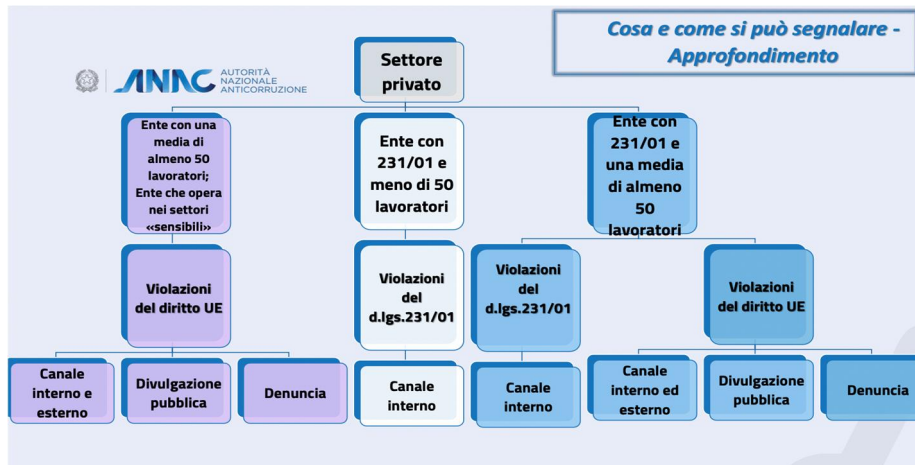 Cosa e come si può segnalare -
Approfondimento
ANAC
AUTORITÀ
NAZIONALE
ANTICORRUZIONE
Settore
privato
Ente con una
media di
almeno 50
lavoratori;
Ente che opera
nei settori
«sensibili»
Ente con
231/01 e
meno di 50
lavoratori
Ente con
231/01 e
una media
di almeno
50
lavoratori
Violazioni
del diritto UE
Violazioni
del
d.lgs.231/01
Violazioni
del
d.lgs.231/01
Violazioni
del diritto UE
Canale
interno e
esterno
Divulgazione
pubblica
Denuncia
Canale
interno
Canale
interno
Canale
interno ed
esterno
Divulgazione
pubblica
Denuncia